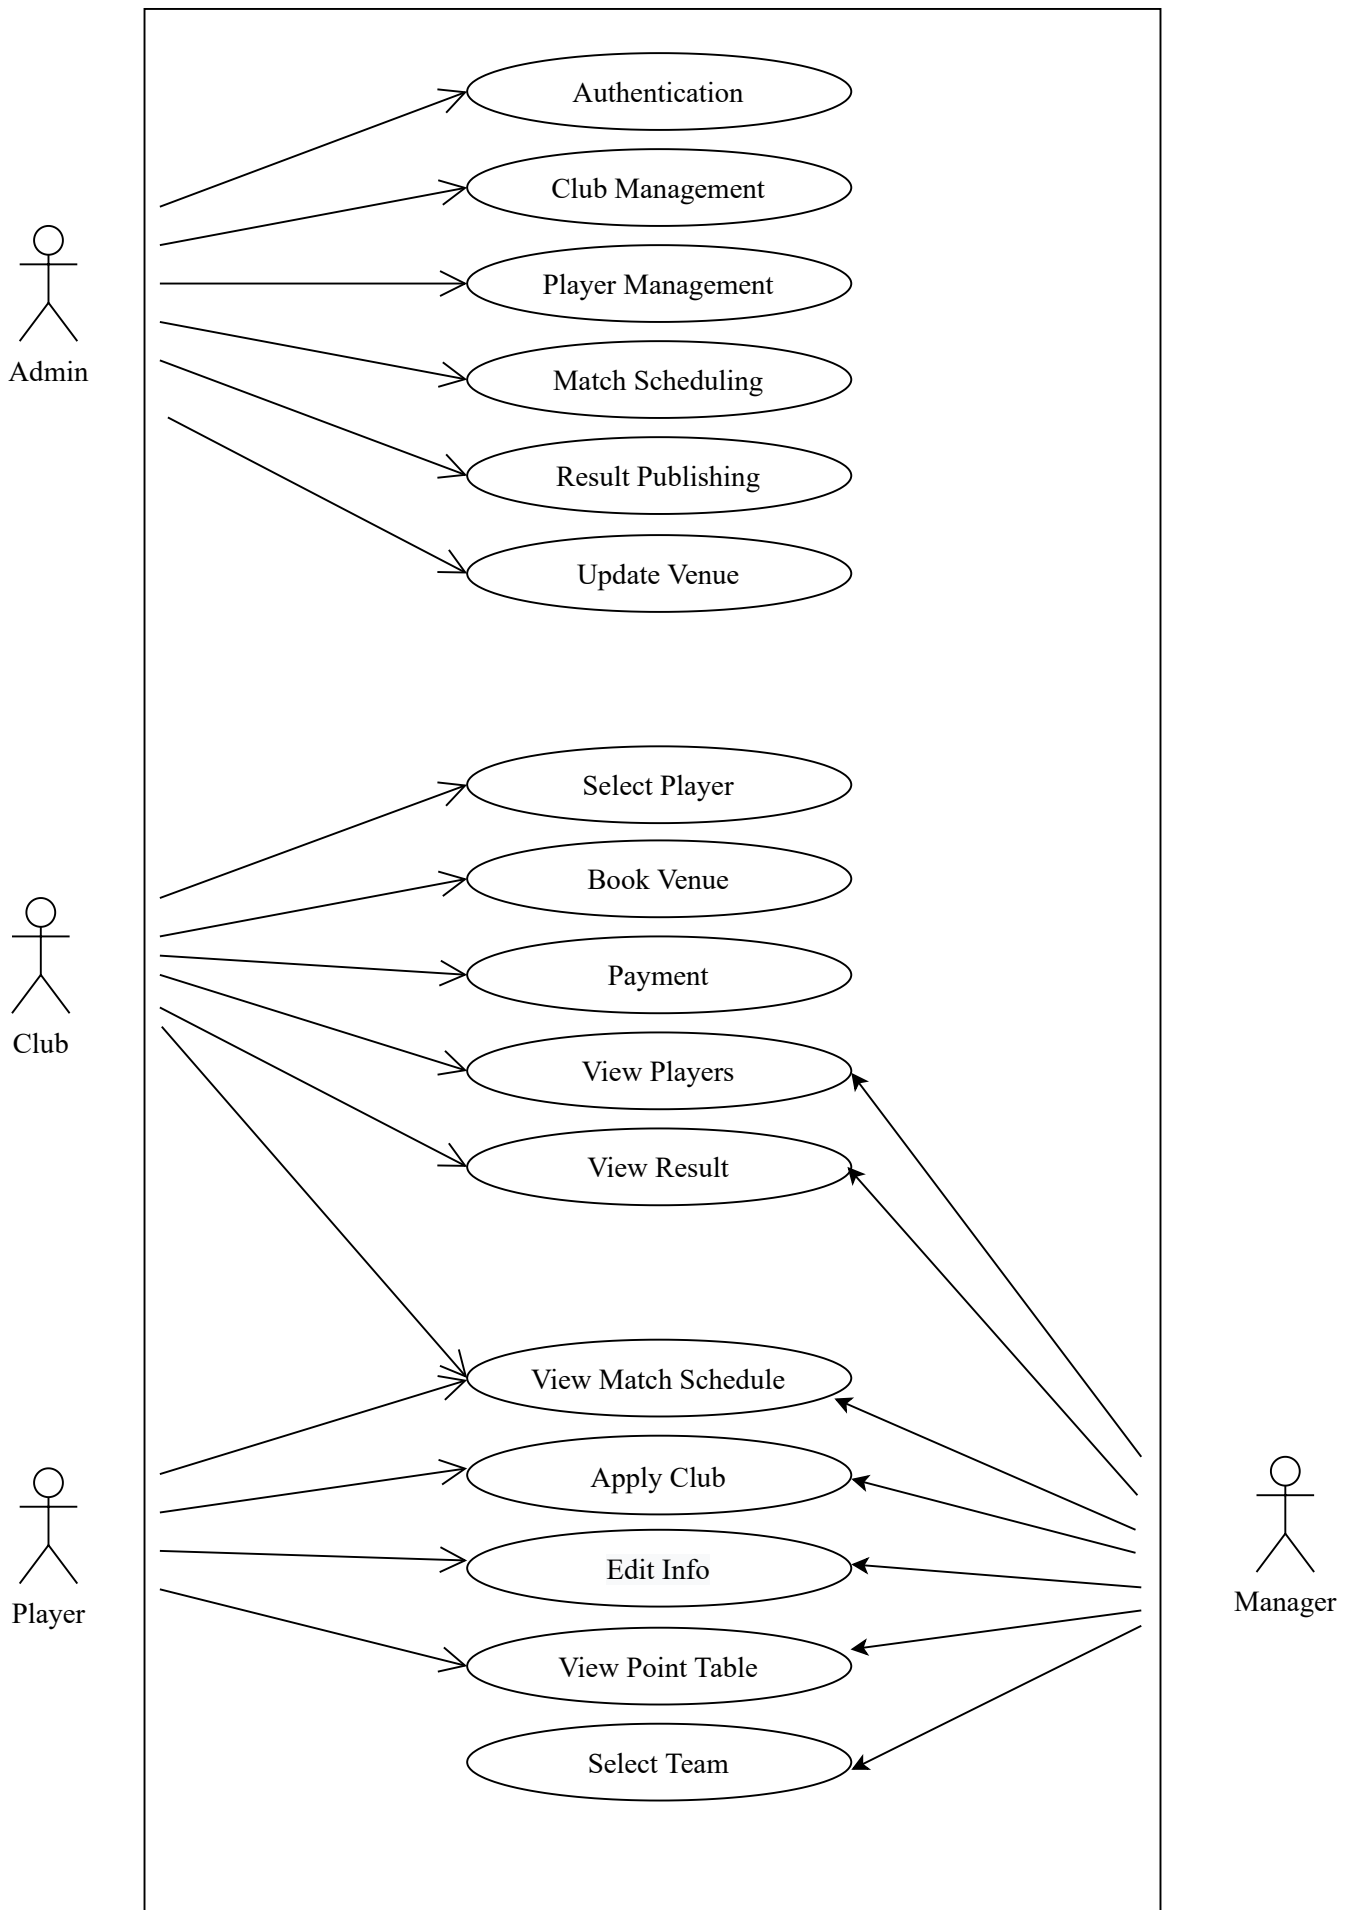 Authentication
Club Management
Player Management
Admin
Match Scheduling
Result Publishing
Update Venue
Select Player
Book Venue
Payment
Club
View Players
View Result
View Match Schedule
Apply Club
Edit Info
Player
Manager
View Point Table
Select Team